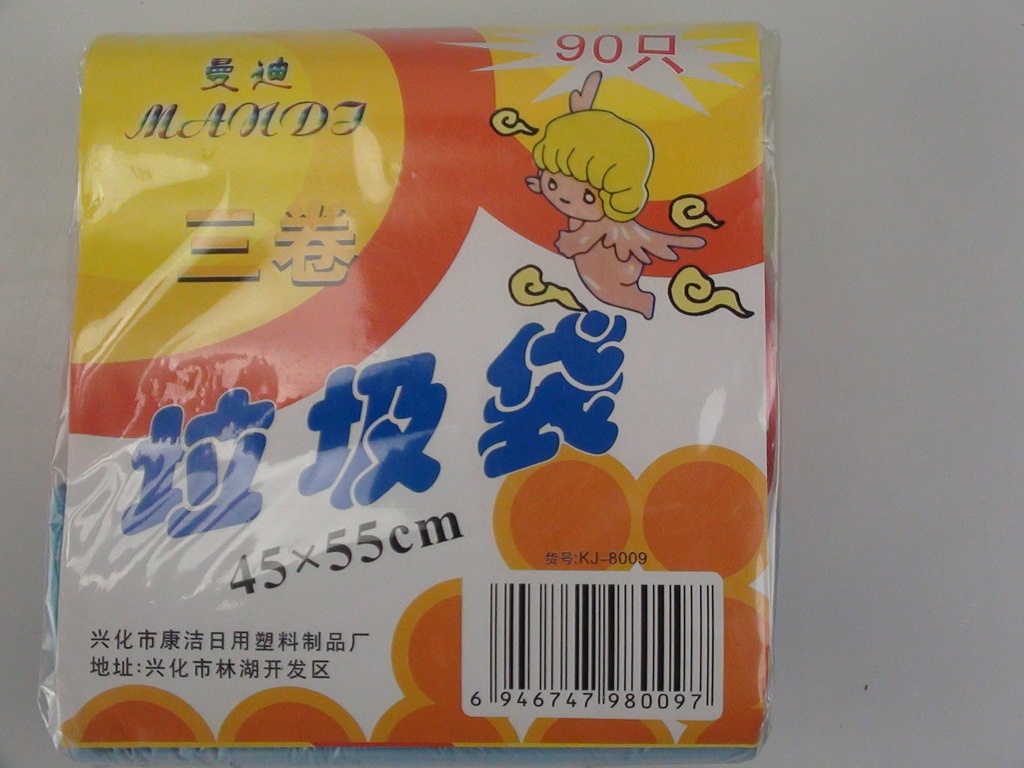 90只
曼迪
MANDI
三卷
垃圾袋
45×55cm
货号:KJ-8009
兴化市康洁日用塑料制品厂
地址:兴化市林湖开发区
6 946747 980097